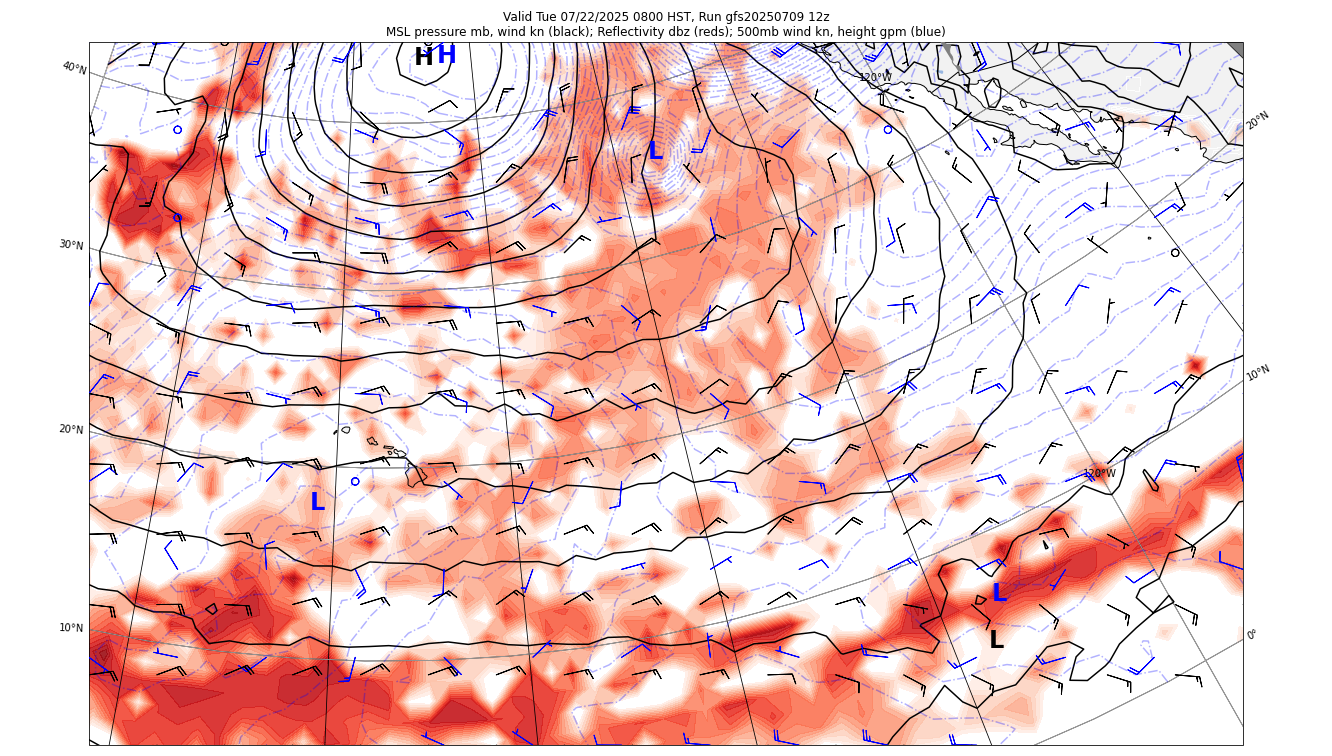 Valid Tue 07/22/2025 0800 HST, Run gfs20250709 12z
MSL pressure mb, wind kn (black); Reflectivity dbz (reds); 500mb wind kn, height gpm (blue)
H H
40°N
120°W
20°N
L
30°N
10°N
20°N
120°W
L
L
10°N
L
0°